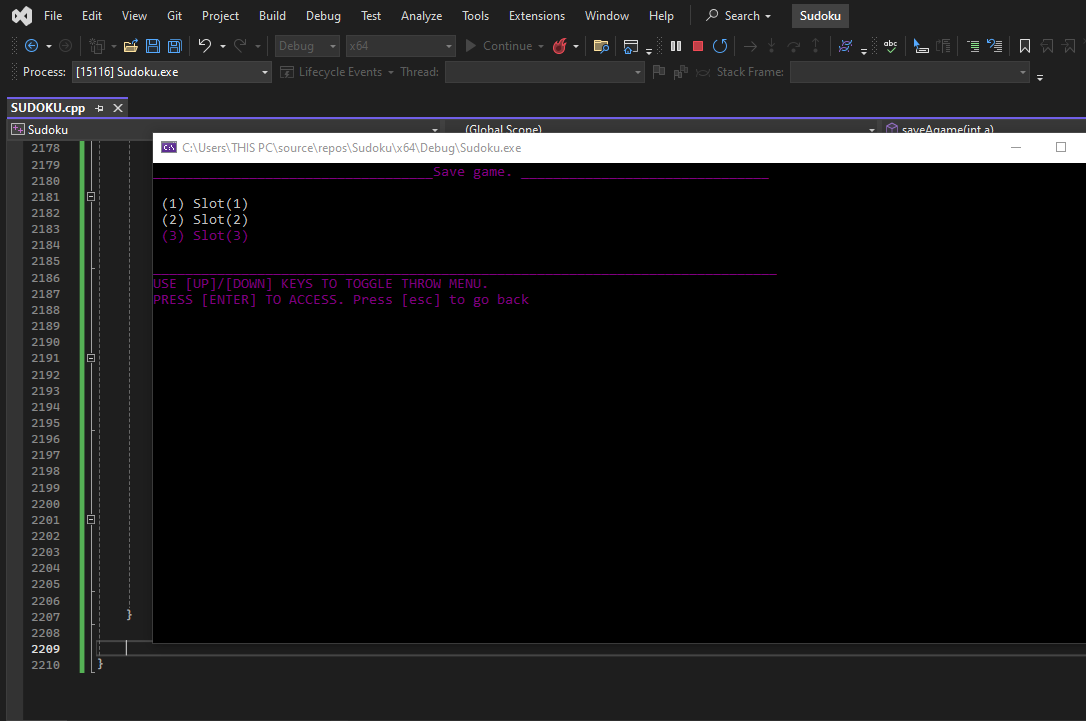 File Edit View Git Project Build Debug Test Analyze Tools Extensions Window Help Search Sudoku
Debug x64 Continue abc
Process: [15116] Sudoku.exe Lifecycle Events Thread: Stack Frame:
SUDOKU.cpp
Sudoku (Global Scope) saveAgame(int a)
C:\Users\THIS PC\source\repos\Sudoku\x64\Debug\Sudoku.exe
Save game.
(1) Slot(1)
(2) Slot(2)
(3) Slot(3)
USE [UP]/[DOWN] KEYS TO TOGGLE THROW MENU.
PRESS [ENTER] TO ACCESS. Press [esc] to go back
2178
2179
2180
2181
2182
2183
2184
2185
2186
2187
2188
2189
2190
2191
2192
2193
2194
2195
2196
2197
2198
2199
2200
2201
2202
2203
2204
2205
2206
2207 }
2208
2209
2210 }